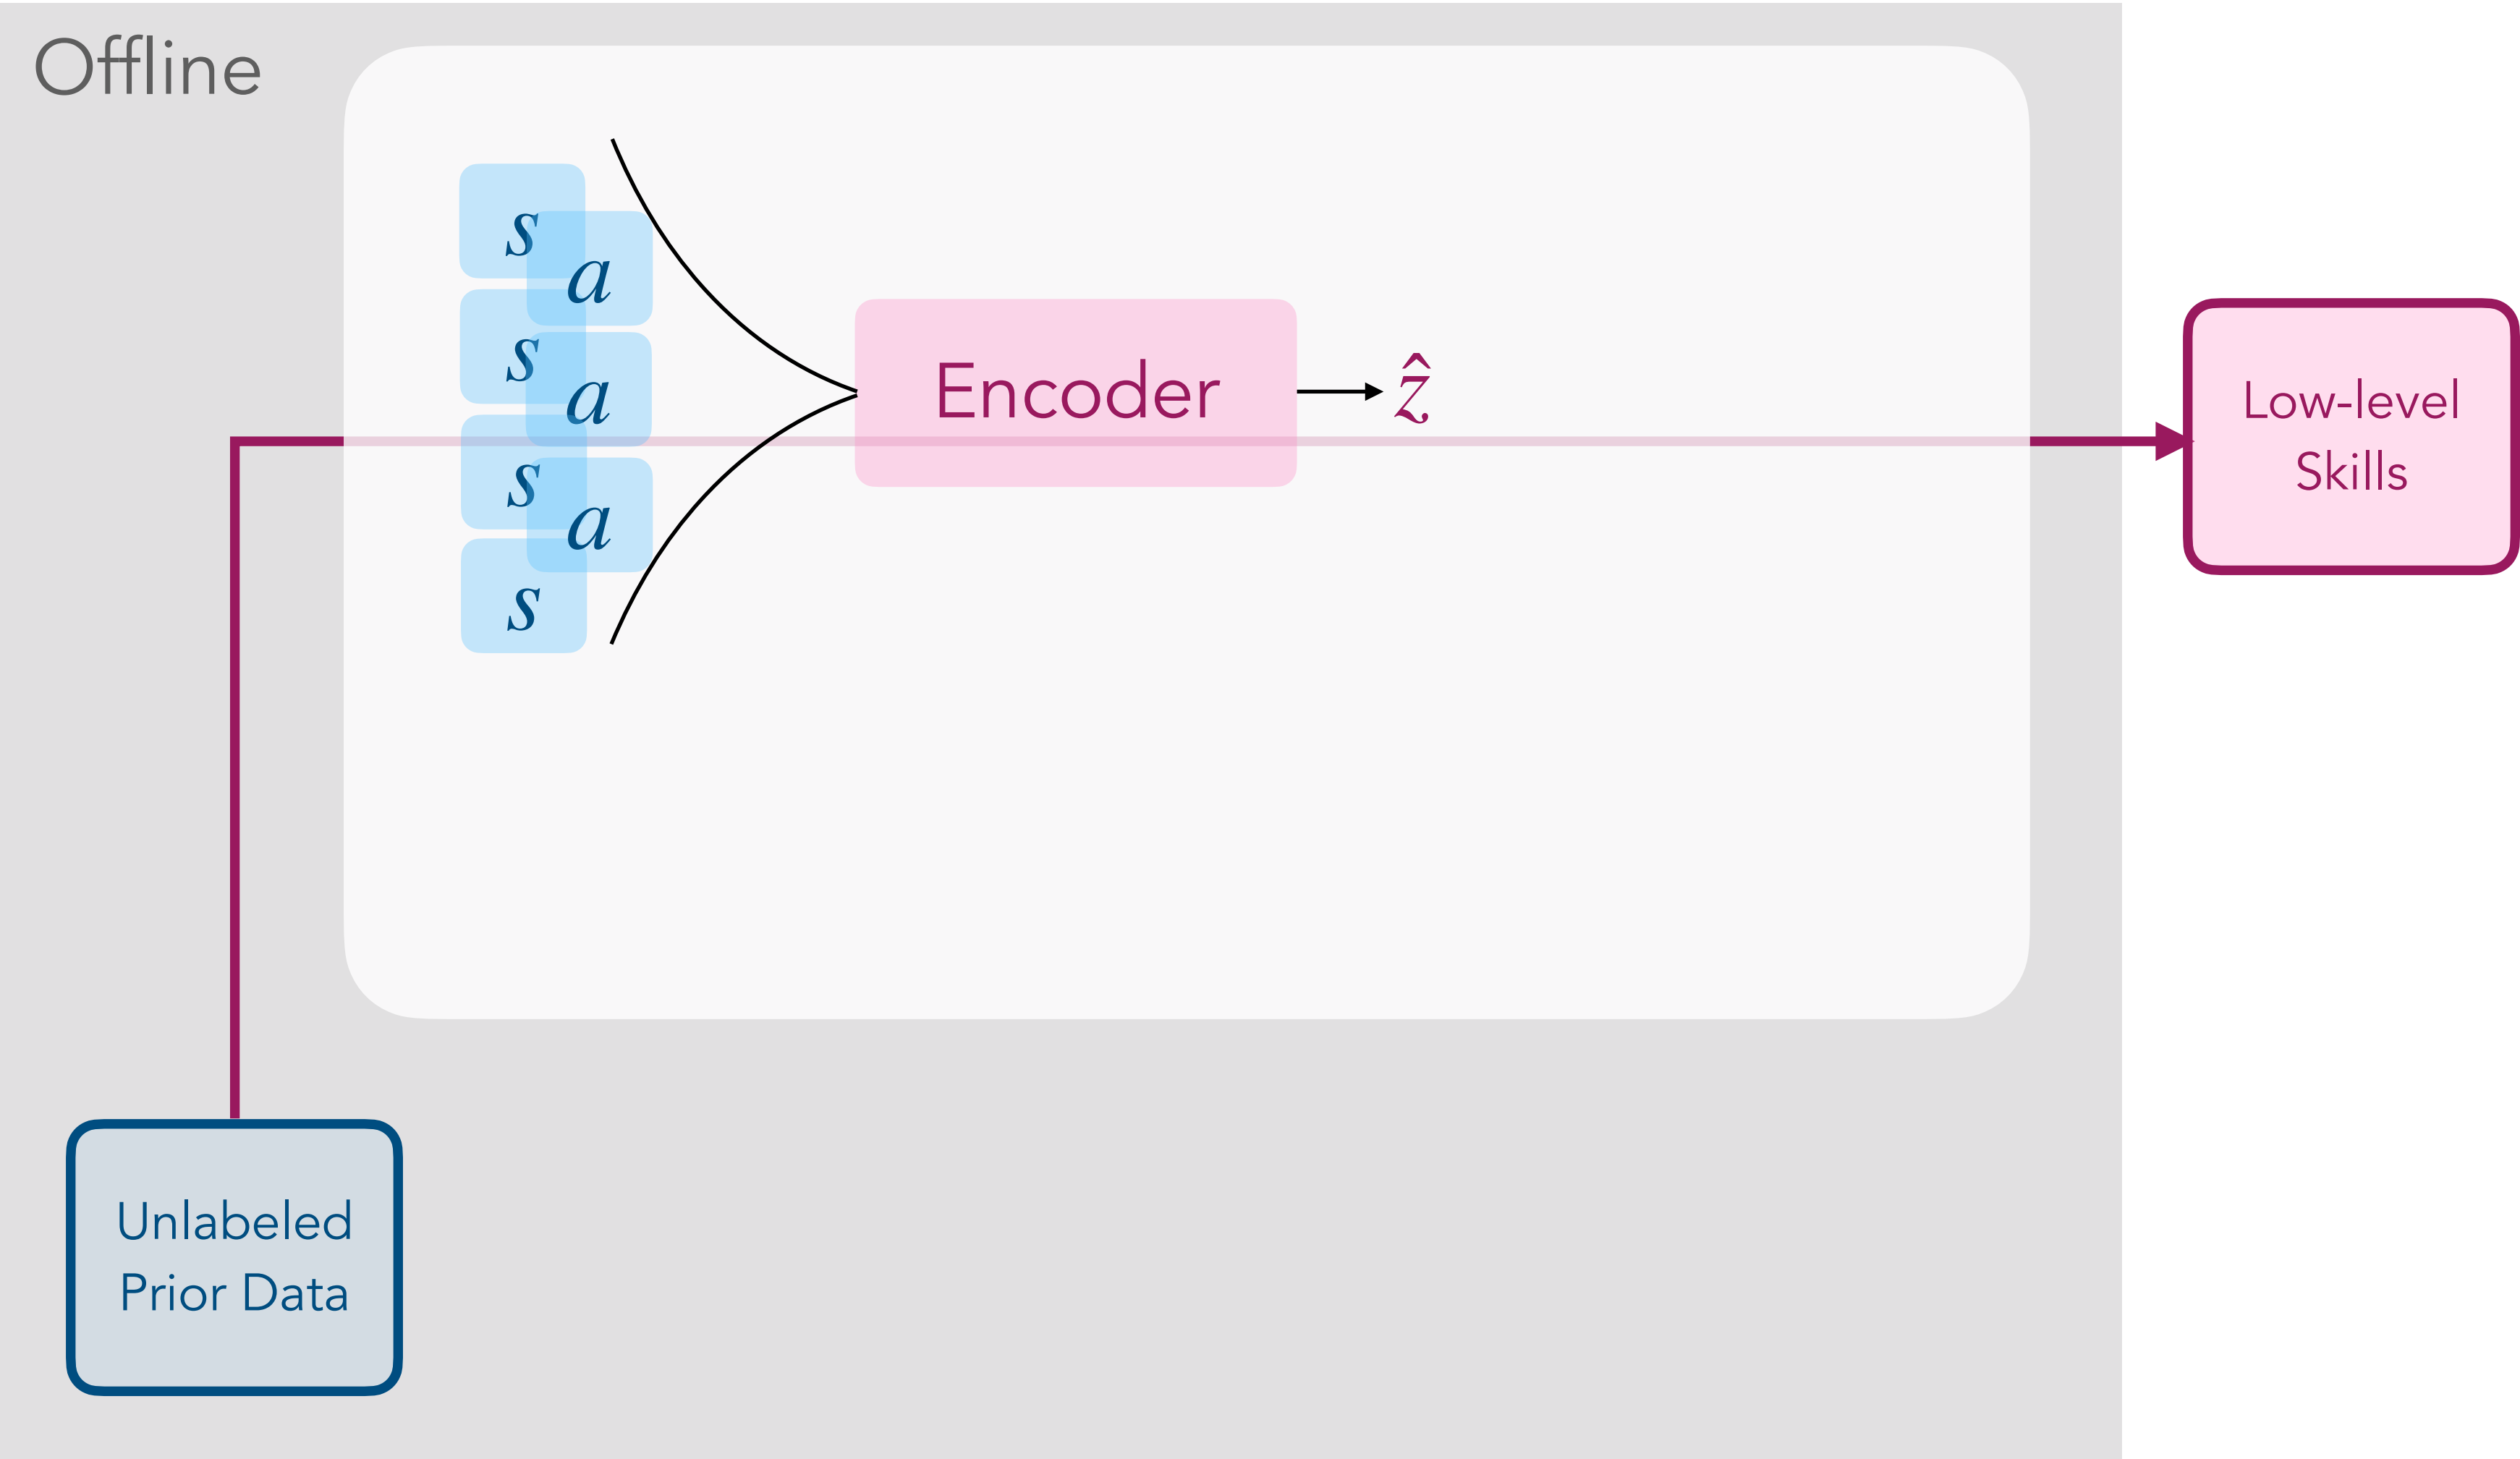 Offline
s
a
s
a
s
a
s
Encoder
ẑ
Low-level
Skills
Unlabeled
Prior Data